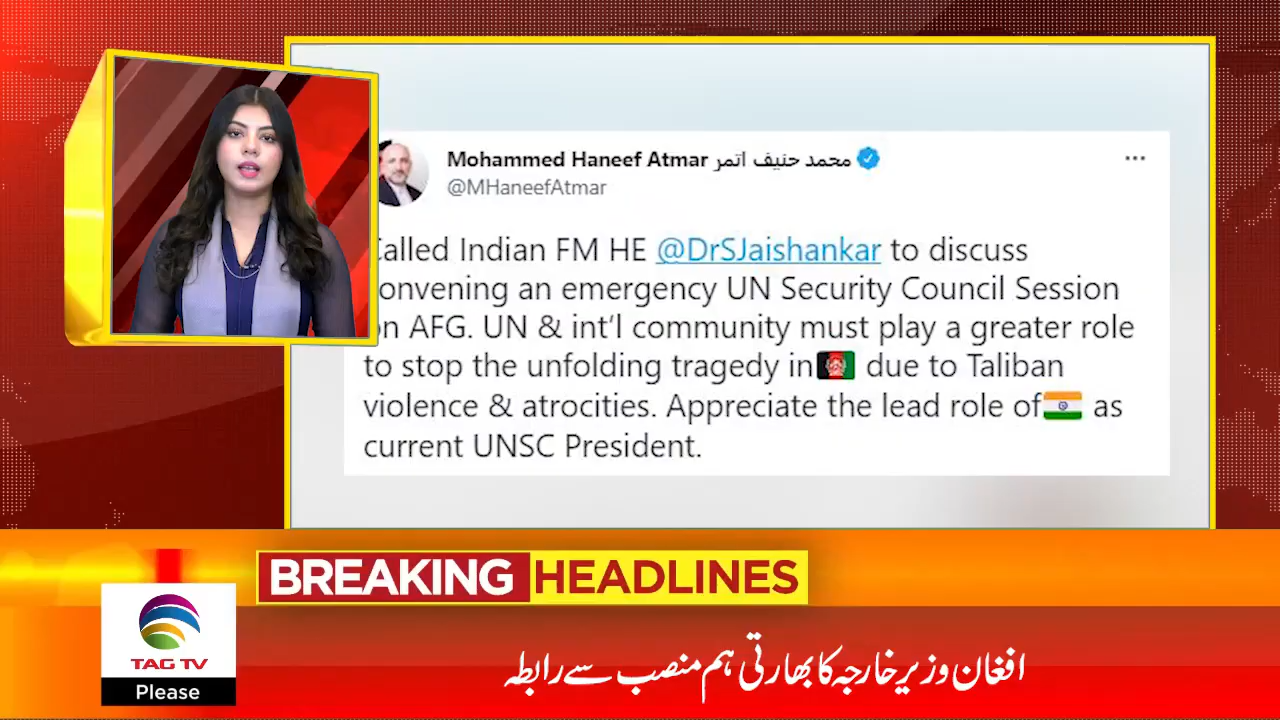 Mohammed Haneef Atmar محمد حنیف اتمر
@MHaneefAtmar
Indian FM HE @DrSJaishankar to discuss
an emergency UN Security Council Session
AFG. UN & int'l community must play a greater role
to stop the unfolding tragedy in🇦🇫 due to Taliban
violence & atrocities. Appreciate the lead role of🇮🇳 as
current UNSC President.
BREAKING HEADLINES
افغان وزیر خارجہ کا بھارتی ہم منصب سے رابطہ
TAG TV
Please